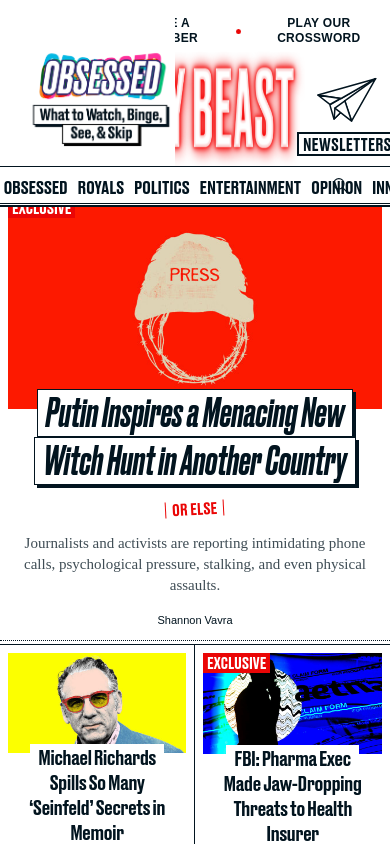 E A
BER
PLAY OUR
CROSSWORD
OBSESSED
What to Watch, Binge,
See, & Skip
Y BEAST
NEWSLETTERS
OBSESSED ROYALS POLITICS ENTERTAINMENT OPINION INN
EXCLUSIVE
PRESS
Putin Inspires a Menacing New
Witch Hunt in Another Country
OR ELSE
Journalists and activists are reporting intimidating phone
calls, psychological pressure, stalking, and even physical
assaults.
Shannon Vavra
Michael Richards
Spills So Many
‘Seinfeld’ Secrets in
Memoir
EXCLUSIVE
aetna
CLAIM FORM
FBI: Pharma Exec
Made Jaw-Dropping
Threats to Health
Insurer